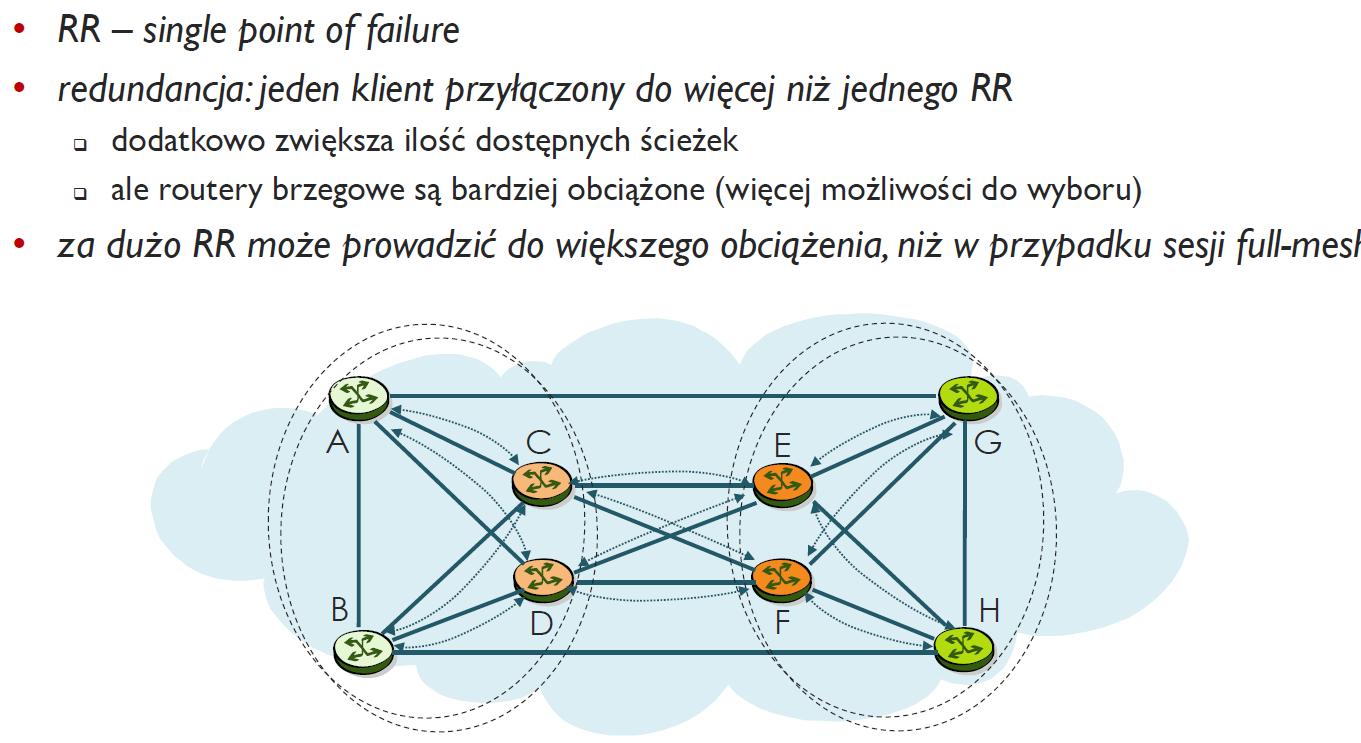 • RR – single point of failure
• redundancja: jeden klient przyłączony do więcej niż jednego RR
❑ dodatkowo zwiększa ilość dostępnych ścieżek
❑ ale routery brzegowe są bardziej obciążone (więcej możliwości do wyboru)
• za dużo RR może prowadzić do większego obciążenia, niż w przypadku sesji full-mesh
A
C
E
G
B
D
F
H